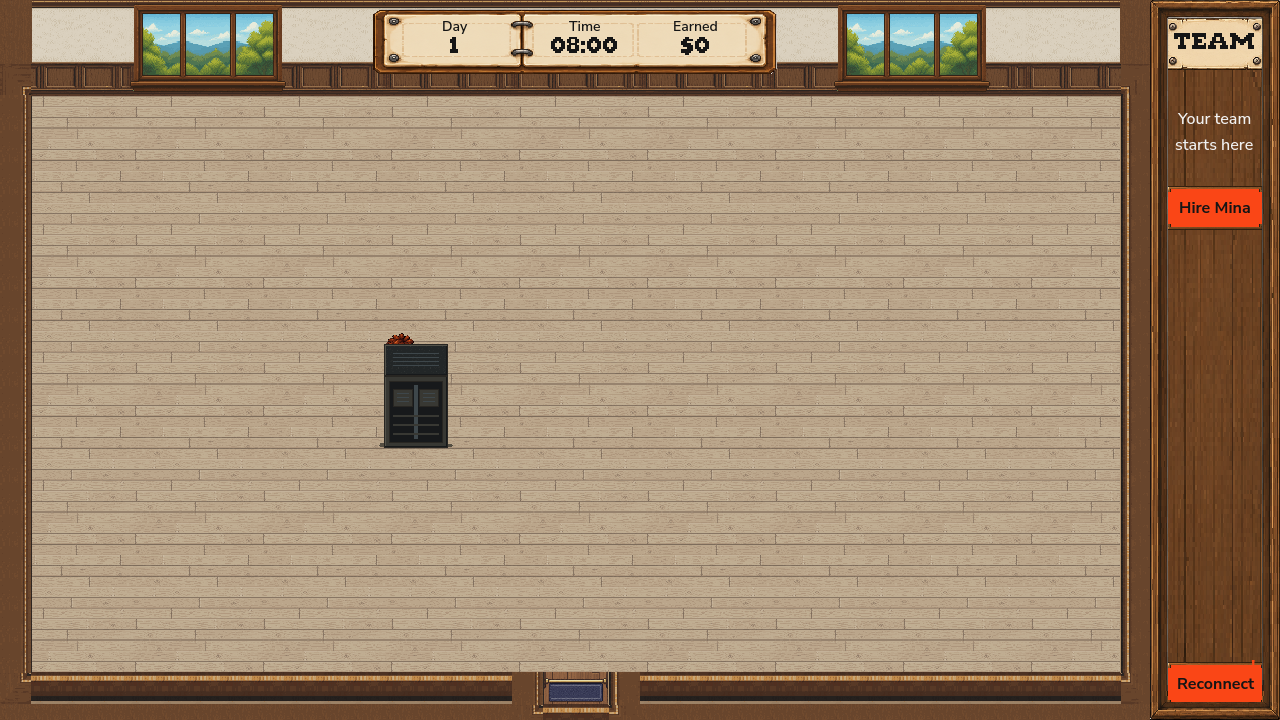 Day
1
Time
08:00
Earned
$0
TEAM
Your team
starts here
Hire Mina
Reconnect